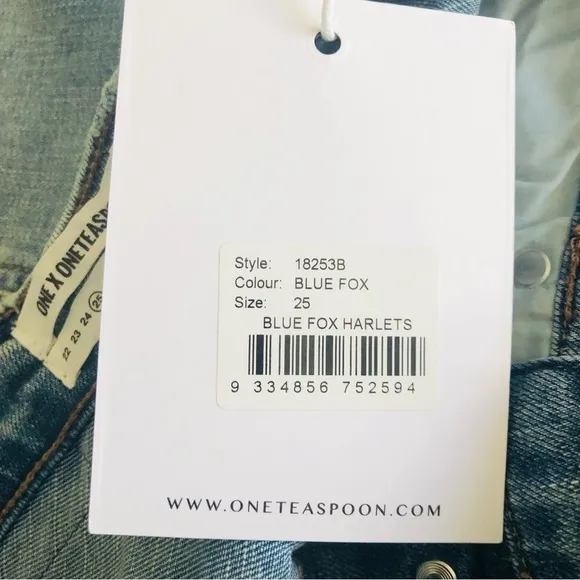 Style: 18253B
Colour: BLUE FOX
Size: 25
BLUE FOX HARLETS
9 334856 752594
WWW.ONETEASPOON.COM
ONE X ONETEASP
22 23 24 25